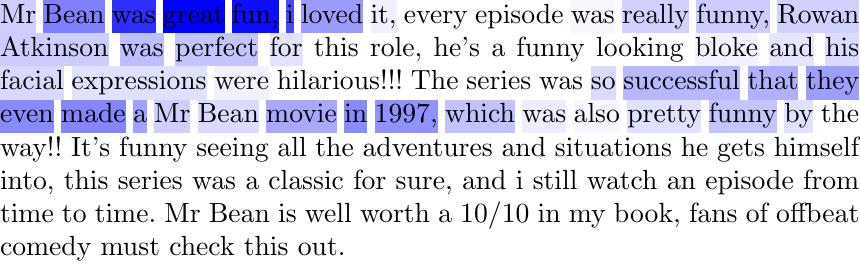 Mr Bean was great fun, i loved it, every episode was really funny, Rowan
Atkinson was perfect for this role, he's a funny looking bloke and his
facial expressions were hilarious!!! The series was so successful that they
even made a Mr Bean movie in 1997, which was also pretty funny by the
way!! It's funny seeing all the adventures and situations he gets himself
into, this series was a classic for sure, and i still watch an episode from
time to time. Mr Bean is well worth a 10/10 in my book, fans of offbeat
comedy must check this out.